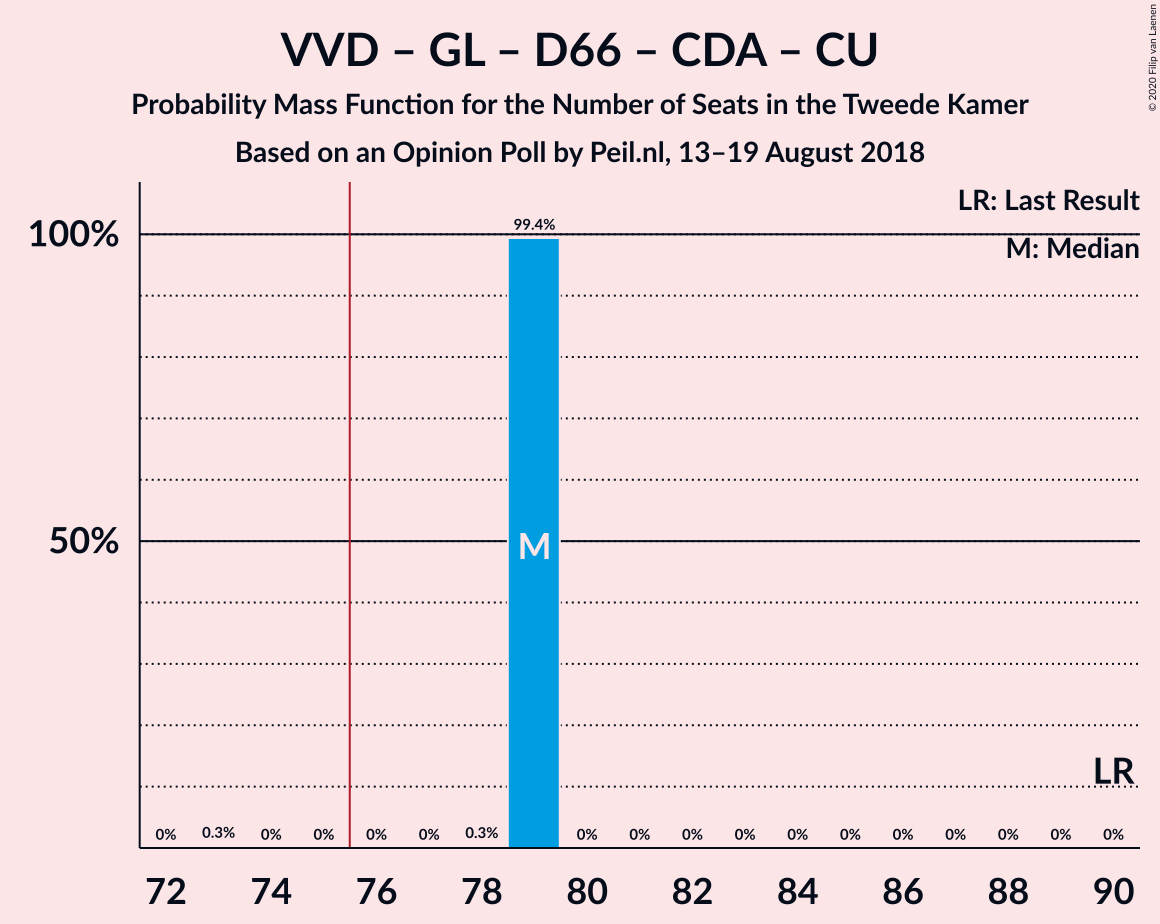 VVD – GL – D66 – CDA – CU
Probability Mass Function for the Number of Seats in the Tweede Kamer
Based on an Opinion Poll by Peil.nl, 13–19 August 2018
© 2020 Filip van Laenen
LR: Last Result
M: Median
100%
50%
99.4%
M
LR
0% 0.3% 0% 0% 0% 0% 0.3% 0% 0% 0% 0% 0% 0% 0% 0% 0% 0% 0%
72 74 76 78 80 82 84 86 88 90